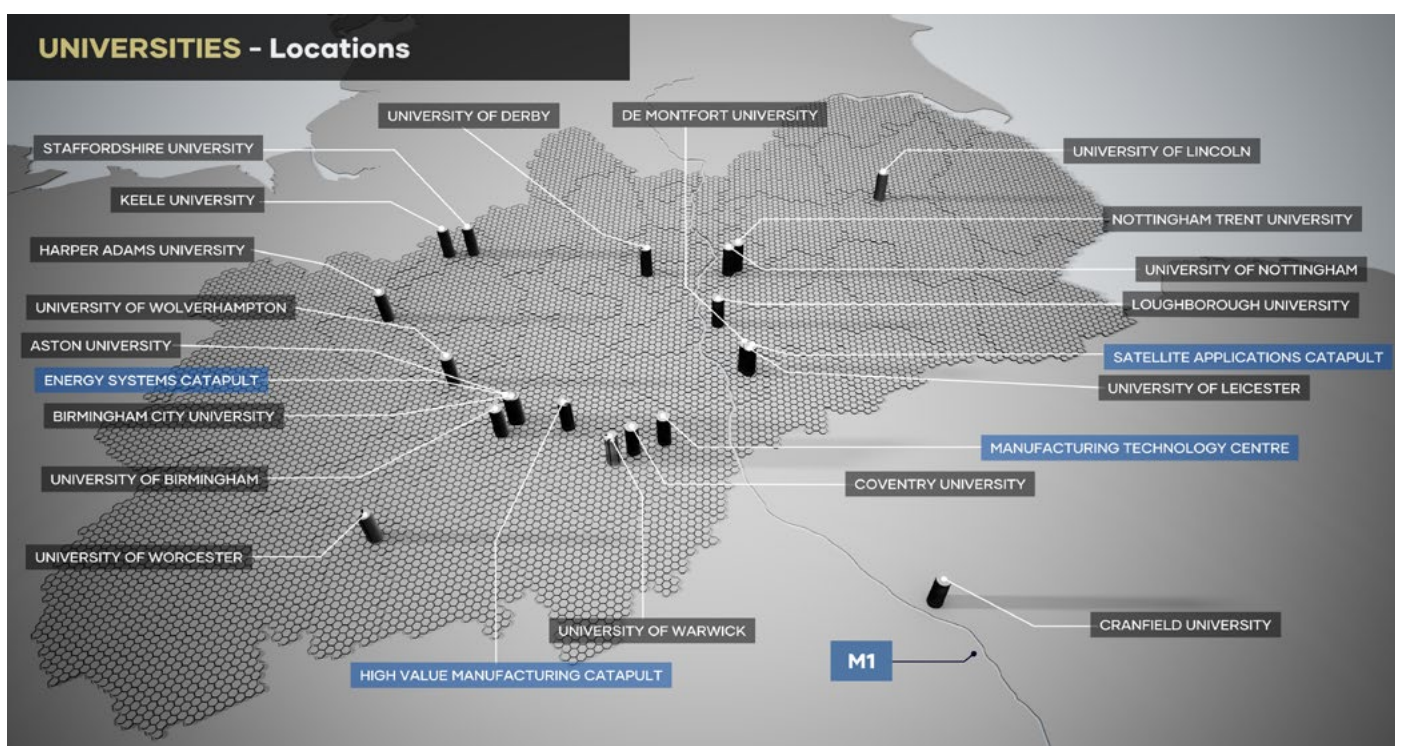 UNIVERSITIES - Locations
UNIVERSITY OF DERBY
DE MONTFORT UNIVERSITY
STAFFORDSHIRE UNIVERSITY
UNIVERSITY OF LINCOLN
KEELE UNIVERSITY
NOTTINGHAM TRENT UNIVERSITY
HARPER ADAMS UNIVERSITY
UNIVERSITY OF NOTTINGHAM
UNIVERSITY OF WOLVERHAMPTON
LOUGHBOROUGH UNIVERSITY
ASTON UNIVERSITY
SATELLITE APPLICATIONS CATAPULT
ENERGY SYSTEMS CATAPULT
UNIVERSITY OF LEICESTER
BIRMINGHAM CITY UNIVERSITY
MANUFACTURING TECHNOLOGY CENTRE
UNIVERSITY OF BIRMINGHAM
COVENTRY UNIVERSITY
UNIVERSITY OF WORCESTER
CRANFIELD UNIVERSITY
UNIVERSITY OF WARWICK
M1
HIGH VALUE MANUFACTURING CATAPULT